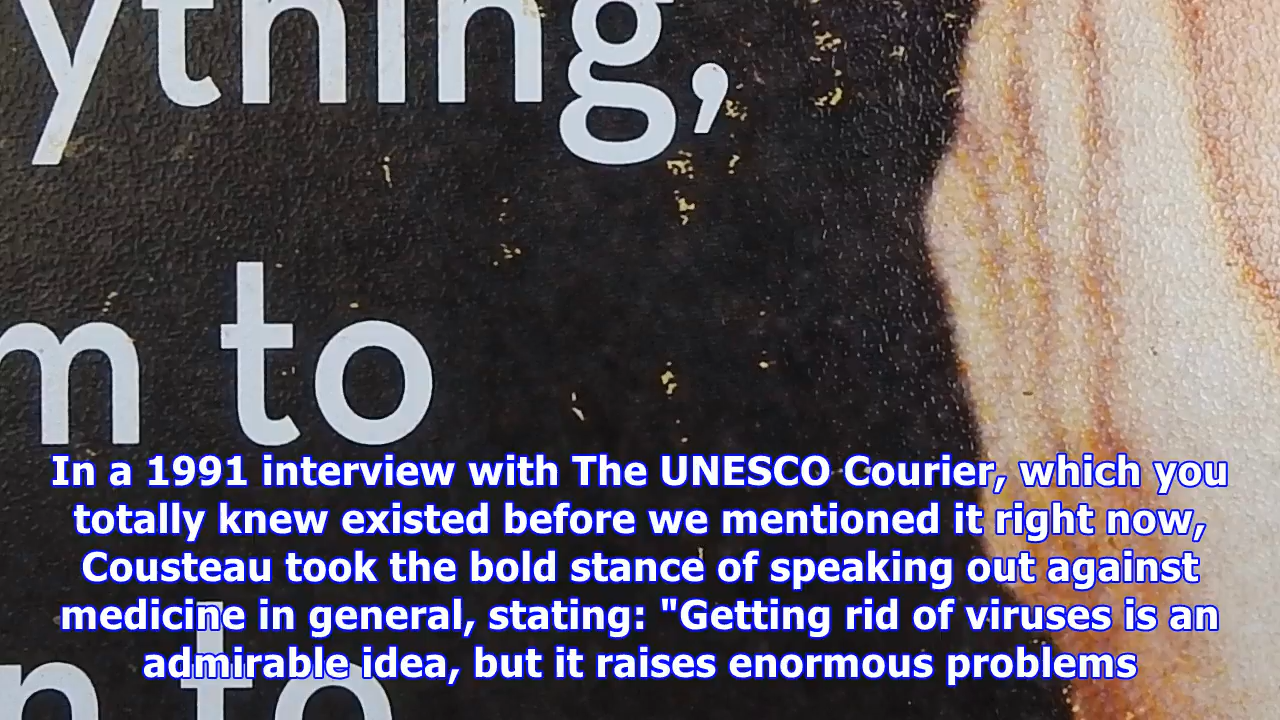 ything,
m to
In a 1991 interview with The UNESCO Courier, which you
totally knew existed before we mentioned it right now,
Cousteau took the bold stance of speaking out against
medicine in general, stating: "Getting rid of viruses is an
admirable idea, but it raises enormous problems
n to